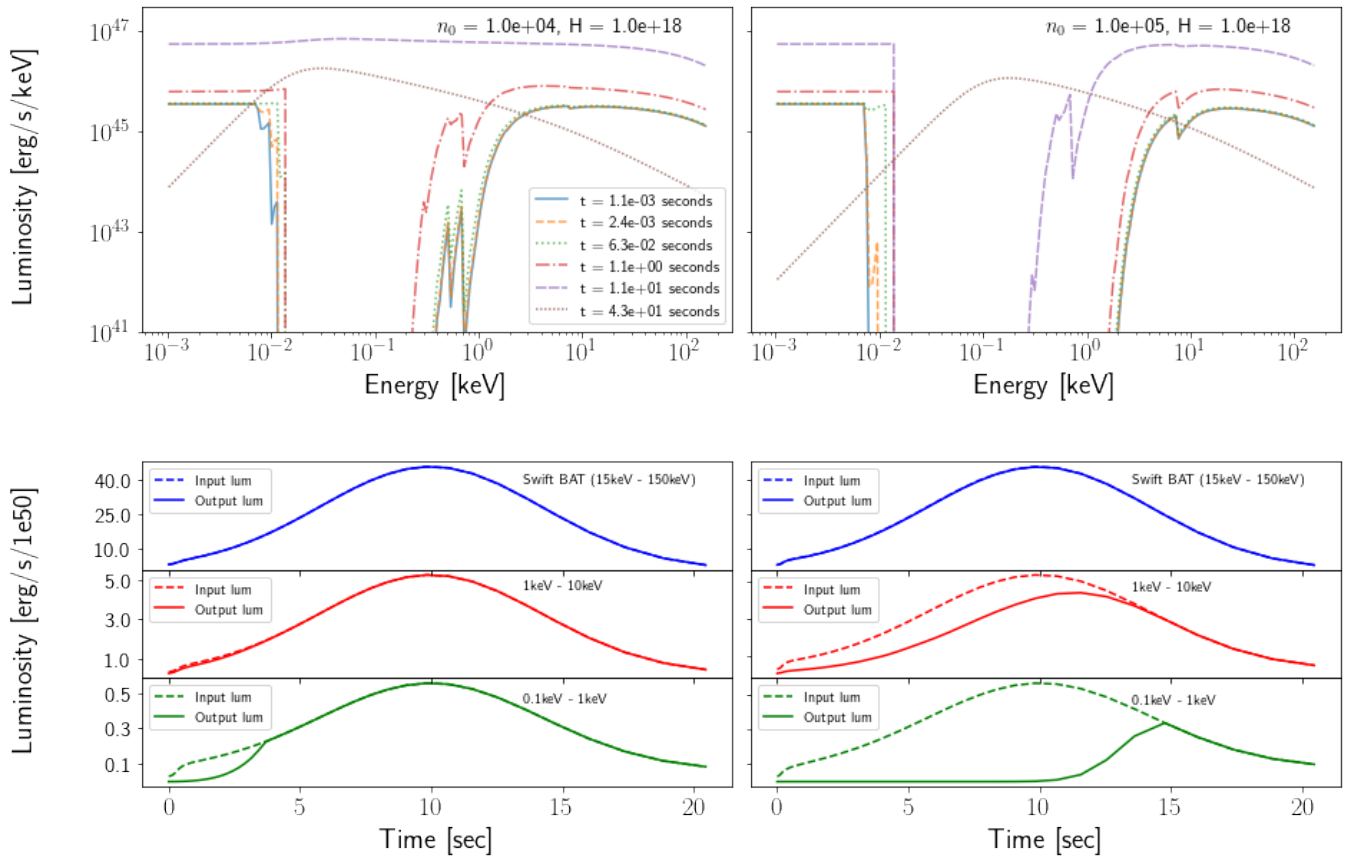 Luminosity [erg/s/keV]
10^47
10^45
10^43
10^41
n_0 = 1.0e+04, H = 1.0e+18
t = 1.1e-03 seconds
t = 2.4e-03 seconds
t = 6.3e-02 seconds
t = 1.1e+00 seconds
t = 1.1e+01 seconds
t = 4.3e+01 seconds
10^−3 10^−2 10^−1 10^0 10^1 10^2
Energy [keV]
n_0 = 1.0e+05, H = 1.0e+18
10^−3 10^−2 10^−1 10^0 10^1 10^2
Energy [keV]
Luminosity [erg/s/1e50]
40.0
25.0
10.0
Input lum
Output lum
Swift BAT (15keV - 150keV)
5.0
3.0
1.0
Input lum
Output lum
1keV - 10keV
0.5
0.3
0.1
Input lum
Output lum
0.1keV - 1keV
0 5 10 15 20
Time [sec]
Input lum
Output lum
Swift BAT (15keV - 150keV)
Input lum
Output lum
1keV - 10keV
Input lum
Output lum
0.1keV - 1keV
0 5 10 15 20
Time [sec]